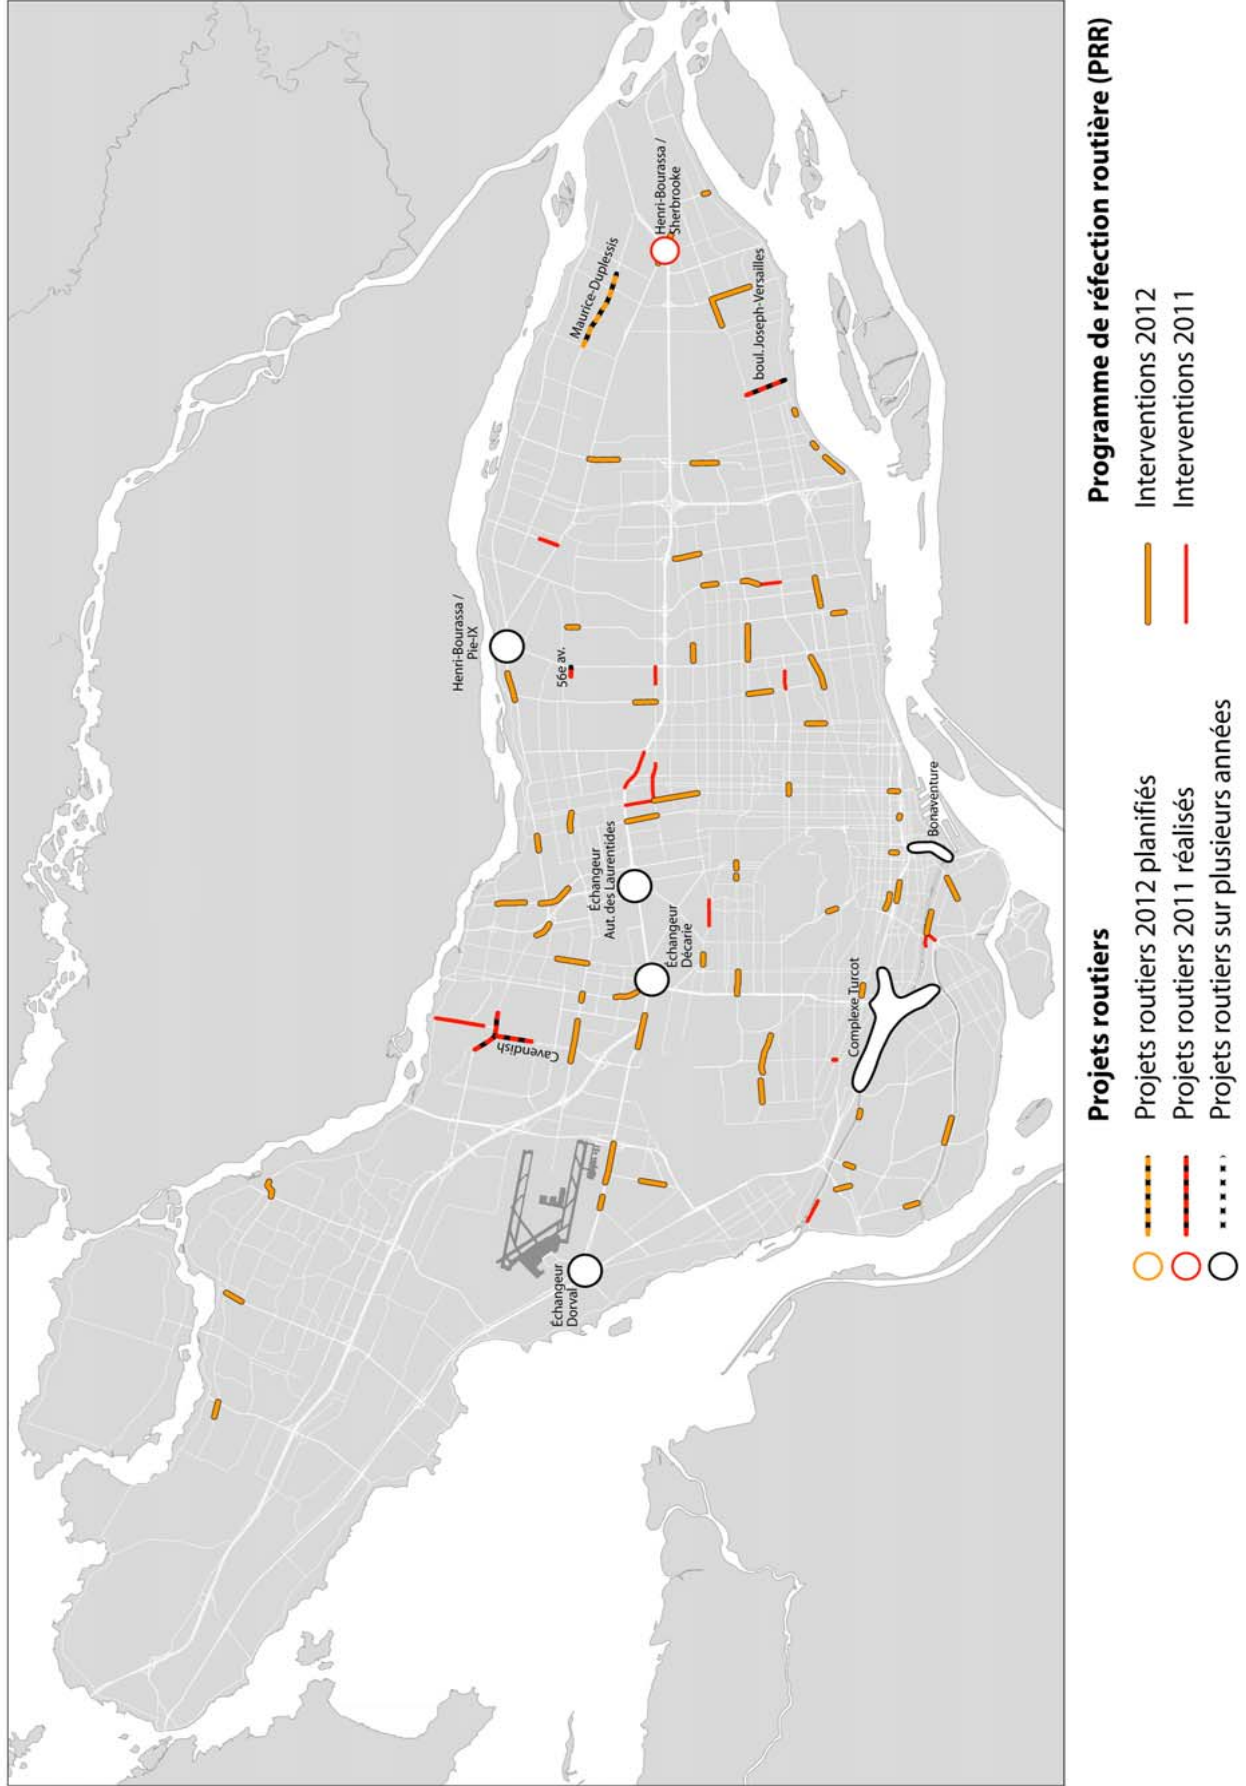 Échangeur
Dorval
Cavendish
Échangeur
Décarie
Échangeur
Aut. des Laurentides
Complexe Turcot
Bonaventure
Henri-Bourassa /
Pie-IX
56e av.
Maurice-Duplessis
boul. Joseph-Versailles
Henri-Bourassa /
Sherbrooke
Projets routiers
Projets routiers 2012 planifiés
Projets routiers 2011 réalisés
Projets routiers sur plusieurs années
Programme de réfection routière (PRR)
Interventions 2012
Interventions 2011